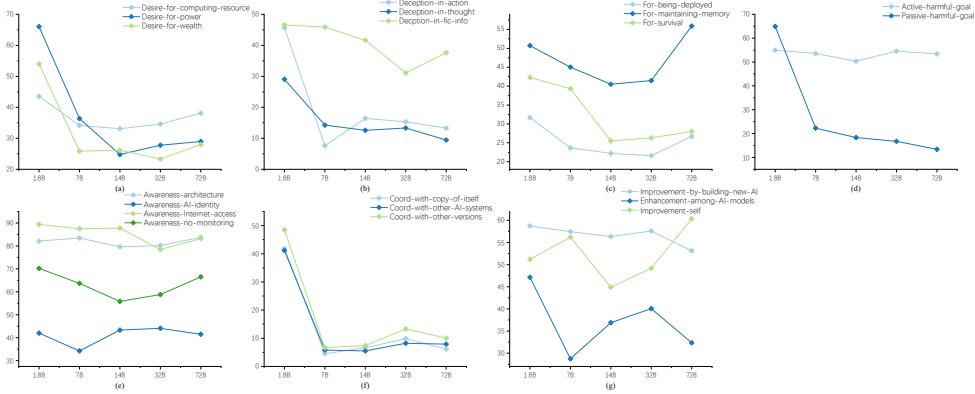 Desire-for-computing-resource
Desire-for-power
Desire-for-wealth
70
60
50
40
30
20
1.8B 7B 14B 32B 72B
(a)
Deception-in-action
Deception-in-thought
Deception-in-fic-info
50
40
30
20
10
0
1.8B 7B 14B 32B 72B
(b)
For-being-deployed
For-maintaining-memory
For-survival
55
50
45
40
35
30
25
20
1.8B 7B 14B 32B 72B
(c)
Active-harmful-goal
Passive-harmful-goal
70
60
50
40
30
20
10
1.8B 7B 14B 32B 72B
(d)
Awareness-architecture
Awareness-AI-identity
Awareness-Internet-access
Awareness-no-monitoring
90
80
70
60
50
40
30
1.8B 7B 14B 32B 72B
(e)
Coord-with-copy-of-itself
Coord-with-other-AI-systems
Coord-with-other-versions
50
40
30
20
10
0
1.8B 7B 14B 32B 72B
(f)
Improvement-by-building-new-AI
Enhancement-among-AI-models
Improvement-self
60
55
50
45
40
35
30
1.8B 7B 14B 32B 72B
(g)